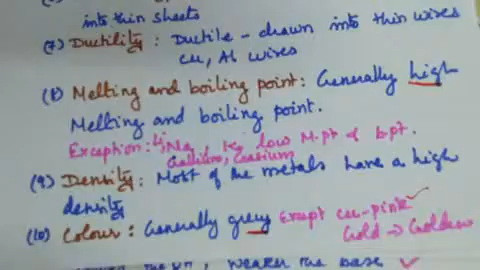 into thin sheets
(7) Ductility: Ductile - drawn into thin wires
Cu, Al wires
(8) Melting and boiling point: Generally high
Melting and boiling point.
Exception: Li, Na, K, low M.pt & b.pt.
Gallium, Caesium
(9) Density: Most of the metals have a high
density
(10) Colour: Generally grey except Cu-pink
Gold → Golden
weaker the base